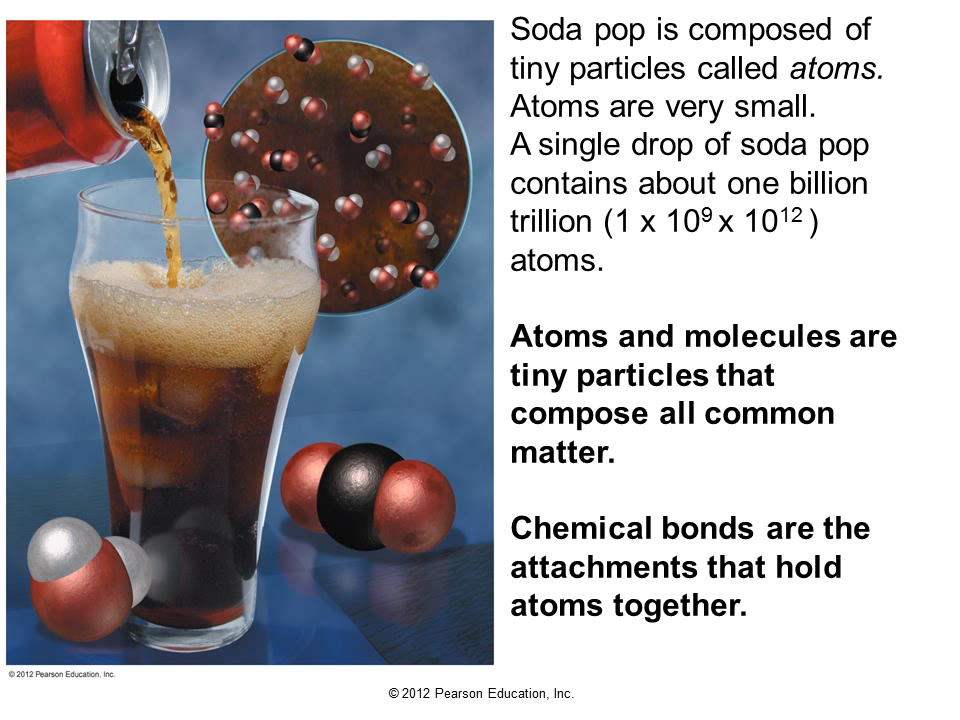 Soda pop is composed of
tiny particles called atoms.
Atoms are very small.
A single drop of soda pop
contains about one billion
trillion (1 x 10⁹ x 10¹² )
atoms.
Atoms and molecules are
tiny particles that
compose all common
matter.
Chemical bonds are the
attachments that hold
atoms together.
© 2012 Pearson Education, Inc.
© 2012 Pearson Education, Inc.